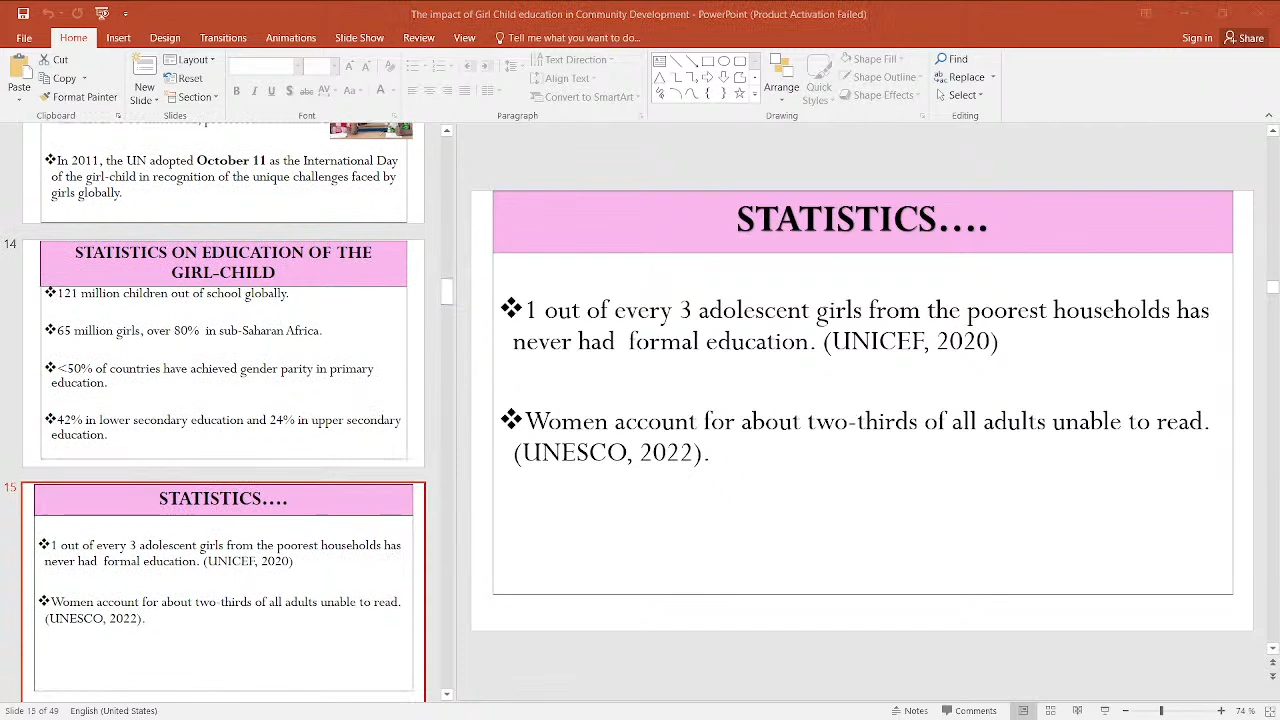 The impact of Girl Child education in Community Development - PowerPoint (Product Activation Failed)
File Home Insert Design Transitions Animations Slide Show Review View Tell me what you want to do... Sign in Share
Paste
Cut
Copy
Format Painter
Clipboard
New Slide
Layout
Reset
Section
Slides
B I U S abc AV Aa A
Font
Text Direction
Align Text
Convert to SmartArt
Paragraph
Arrange
Quick Styles
Shape Fill
Shape Outline
Shape Effects
Drawing
Find
Replace
Select
Editing
❖In 2011, the UN adopted October 11 as the International Day
of the girl-child in recognition of the unique challenges faced by
girls globally.
14
STATISTICS ON EDUCATION OF THE
GIRL-CHILD
❖121 million children out of school globally.
❖65 million girls, over 80% in sub-Saharan Africa.
❖<50% of countries have achieved gender parity in primary
education.
❖42% in lower secondary education and 24% in upper secondary
education.
15
STATISTICS....
❖1 out of every 3 adolescent girls from the poorest households has
never had formal education. (UNICEF, 2020)
❖Women account for about two-thirds of all adults unable to read.
(UNESCO, 2022).
STATISTICS....
❖1 out of every 3 adolescent girls from the poorest households has
never had formal education. (UNICEF, 2020)
❖Women account for about two-thirds of all adults unable to read.
(UNESCO, 2022).
Slide 15 of 49 English (United States) Notes Comments 74 %